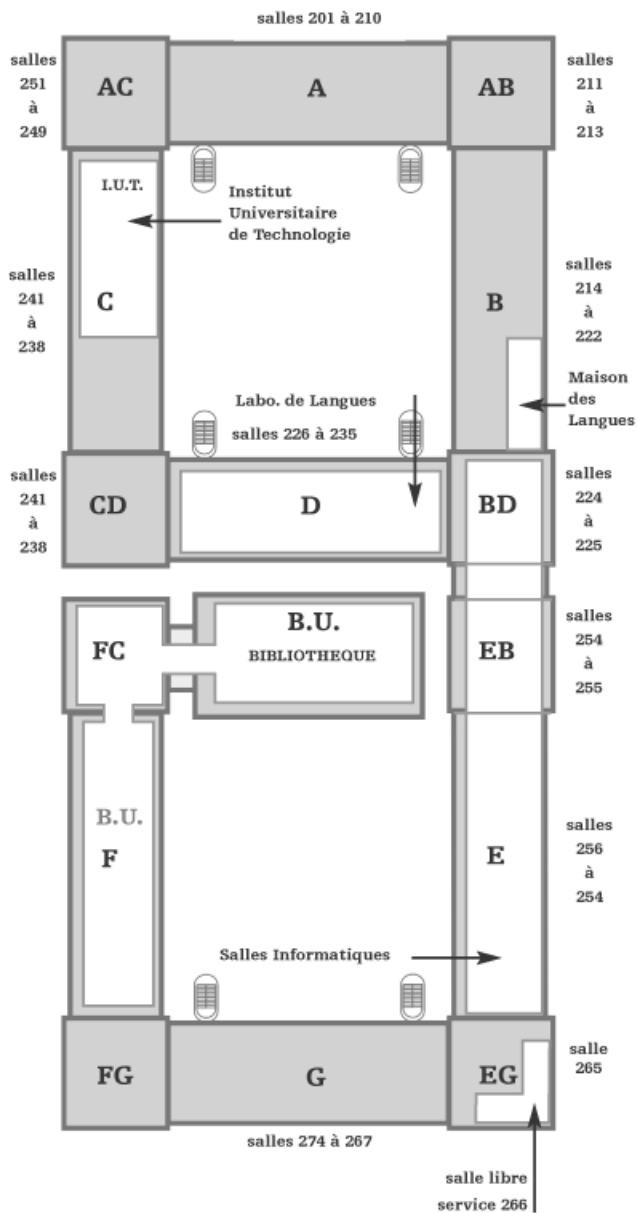 salles 201 à 210
salles
251
à
249
AC
A
AB
salles
211
à
213
I.U.T.
Institut
Universitaire
de Technologie
salles
241
à
238
C
B
salles
214
à
222
Maison
des
Langues
Labo. de Langues
salles 226 à 235
salles
241
à
238
CD
D
BD
salles
224
à
225
FC
B.U.
BIBLIOTHEQUE
EB
salles
254
à
255
B.U.
F
E
salles
256
à
254
Salles Informatiques
FG
G
EG
salle
265
salles 274 à 267
salle libre
service 266